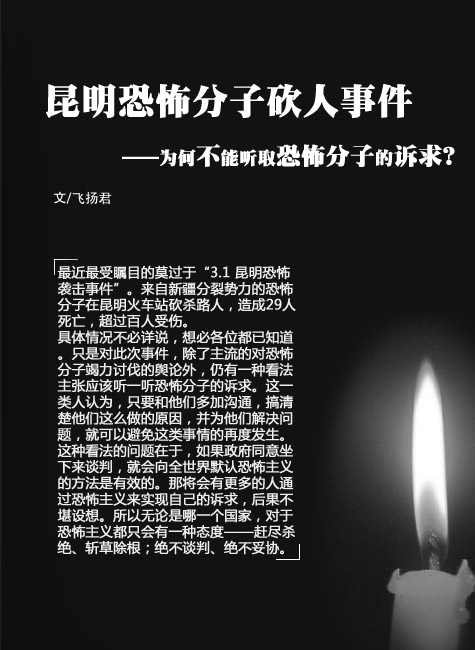 昆明恐怖分子砍人事件
——为何不能听取恐怖分子的诉求？
文/飞扬君
最近最受瞩目的莫过于“3.1 昆明恐怖
袭击事件”。来自新疆分裂势力的恐怖
分子在昆明火车站砍杀路人，造成29人
死亡，超过百人受伤。
具体情况不必详说，想必各位都已知道
。只是对此次事件，除了主流的对恐怖
分子竭力讨伐的舆论外，仍有一种看法
主张应该听一听恐怖分子的诉求。这一
类人认为，只要和他们多加沟通，搞清
楚他们这么做的原因，并为他们解决问
题，就可以避免这类事情的再度发生。
这种看法的问题在于，如果政府同意坐
下来谈判，就会向全世界默认恐怖主义
的方法是有效的。那将会有更多的人通
过恐怖主义来实现自己的诉求，后果不
堪设想。所以无论是哪一个国家，对于
恐怖主义都只会有一种态度——赶尽杀
绝、斩草除根；绝不谈判、绝不妥协。